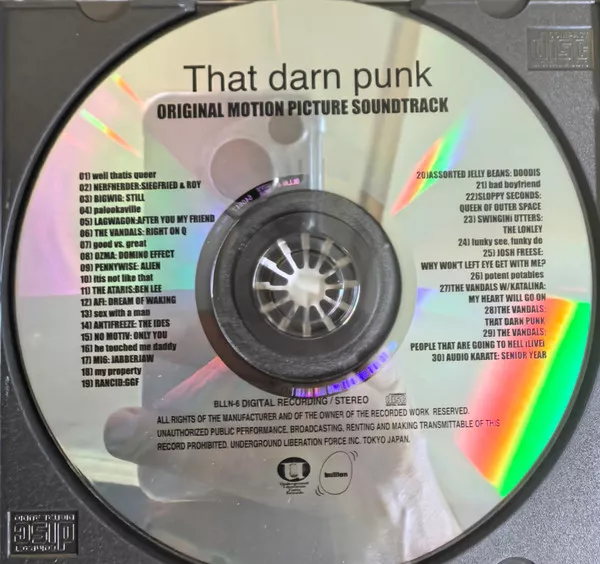 That darn punk
ORIGINAL MOTION PICTURE SOUNDTRACK
01) well thatis queer
02) NERFNERDER:SIEGFRIED & ROY
03) BIGWIG: STILL
04) palookaville
05) LAGWAGON:AFTER YOU MY FRIEND
06) THE VANDALS: RIGHT ON Q
07) good vs. great
08) OZMA: DOMINO EFFECT
09) PENNYWISE: ALIEN
10) itis not like that
11) THE ATARIS:BEN LEE
12) AFI: DREAM OF WAKING
13) sex with a man
14) ANTIFREEZE: THE IDES
15) NO MOTIV: ONLY YOU
16) he touched me daddy
17) MI6: JABBERJAW
18) my property
19) RANCID:GGF
20)ASSORTED JELLY BEANS: DOODIS
21) bad boyfriend
22)SLOPPY SECONDS:
QUEEN OF OUTER SPACE
23) SWINGINi UTTERS:
THE LONLEY
24) funky see, funky do
25) JOSH FREESE:
WHY WON'T LEFT EYE GET WITH ME?
26) potent potables
27)THE VANDALS W/KATALINA:
MY HEART WILL GO ON
28)THE VANDALS:
THAT DARN PUNK
29) THE VANDALS:
PEOPLE THAT ARE GOING TO HELL (LIVE)
30) AUDIO KARATE: SENIOR YEAR
BLLN-6 DIGITAL RECORDING / STEREO
ALL RIGHTS OF THE MANUFACTURER AND OF THE OWNER OF THE RECORDED WORK RESERVED.
UNAUTHORIZED PUBLIC PERFORMANCE, BROADCASTING, RENTING AND MAKING TRANSMITTABLE OF THIS
RECORD PROHIBITED. UNDERGROUND LIBERATION FORCE INC. TOKYO JAPAN.
bullion